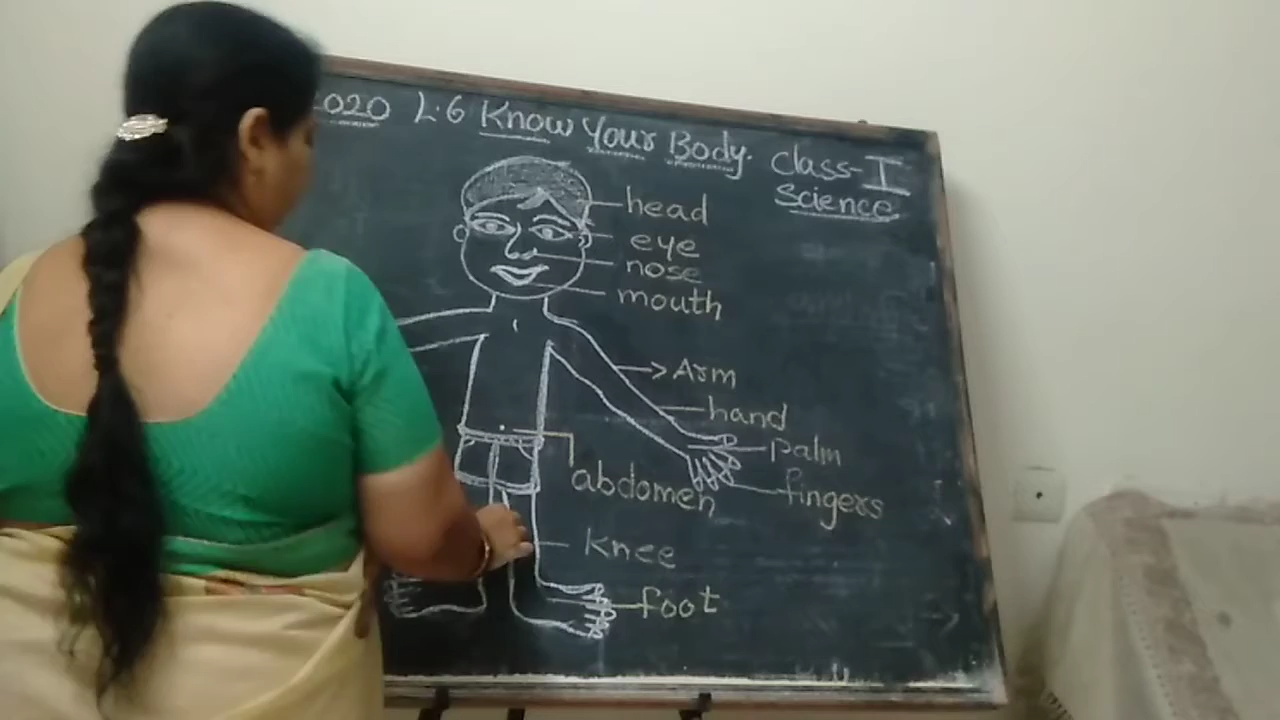 2020 L.6 Know Your Body. Class-I
Science
head
eye
nose
mouth
Arm
hand
palm
fingers
abdomen
Knee
foot